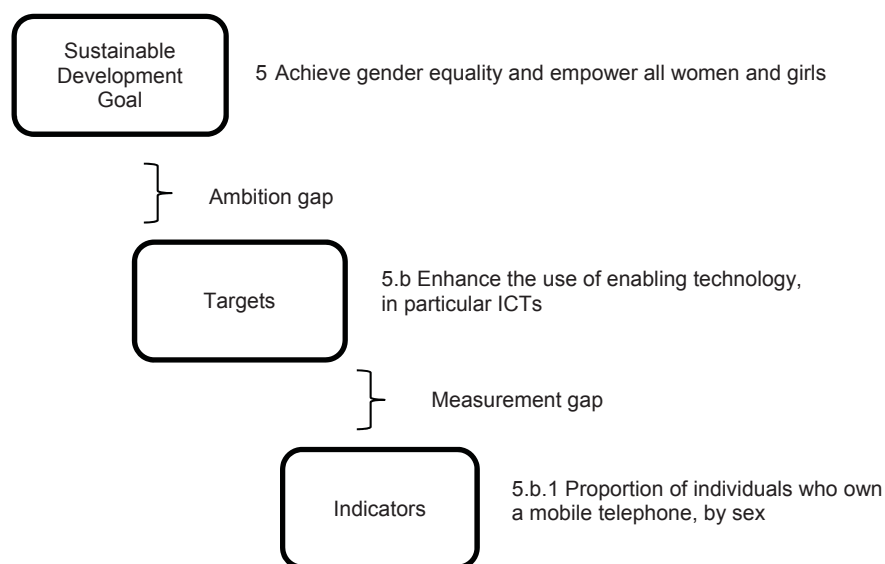 Sustainable
Development
Goal
5 Achieve gender equality and empower all women and girls
Ambition gap
Targets
5.b Enhance the use of enabling technology,
in particular ICTs
Measurement gap
Indicators
5.b.1 Proportion of individuals who own
a mobile telephone, by sex